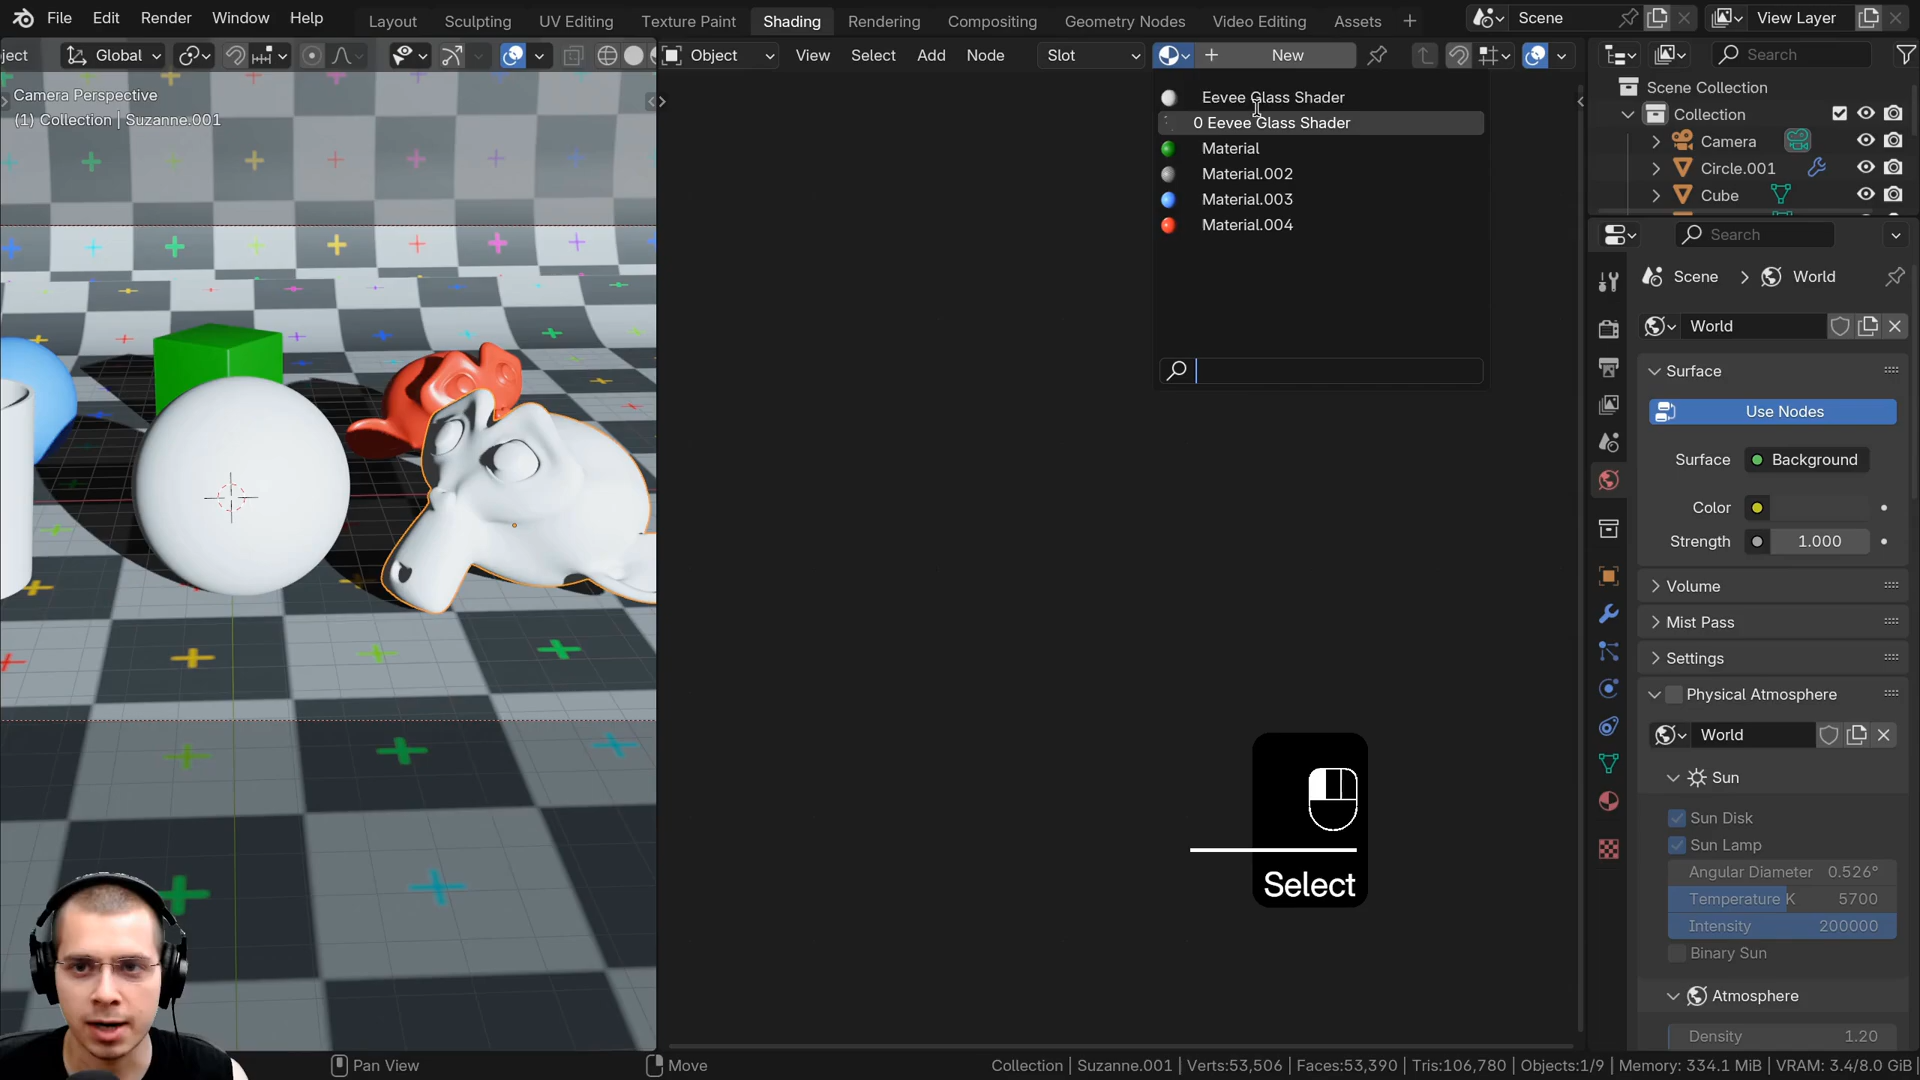 File Edit Render Window Help Layout Sculpting UV Editing Texture Paint Shading Rendering Compositing Geometry Nodes Video Editing Assets Scene View Layer
ject Global Object View Select Add Node Slot New Search
Camera Perspective
(1) Collection | Suzanne.001
Eevee Glass Shader
0 Eevee Glass Shader
Material
Material.002
Material.003
Material.004
Select
Scene Collection
Collection
Camera
Circle.001
Cube
Search
Scene World
World
Surface
Use Nodes
Surface Background
Color
Strength 1.000
Volume
Mist Pass
Settings
Physical Atmosphere
World
Sun
Sun Disk
Sun Lamp
Angular Diameter 0.526°
Temperature K 5700
Intensity 200000
Binary Sun
Atmosphere
Density 1.20
Pan View Move Collection | Suzanne.001 | Verts:53,506 | Faces:53,390 | Tris:106,780 | Objects:1/9 | Memory: 334.1 MiB | VRAM: 3.4/8.0 GiB